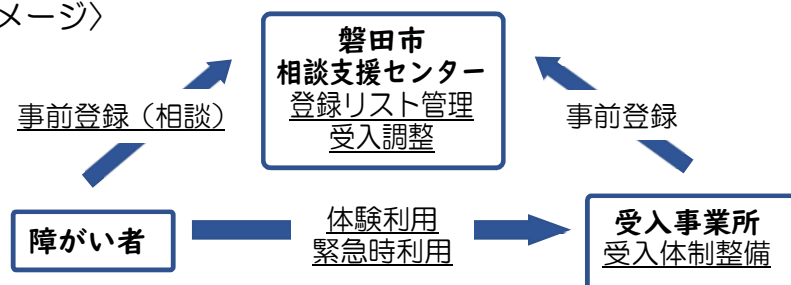 メージ〉
磐田市
相談支援センター
登録リスト管理
受入調整
事前登録（相談）
事前登録
障がい者
体験利用
緊急時利用
受入事業所
受入体制整備